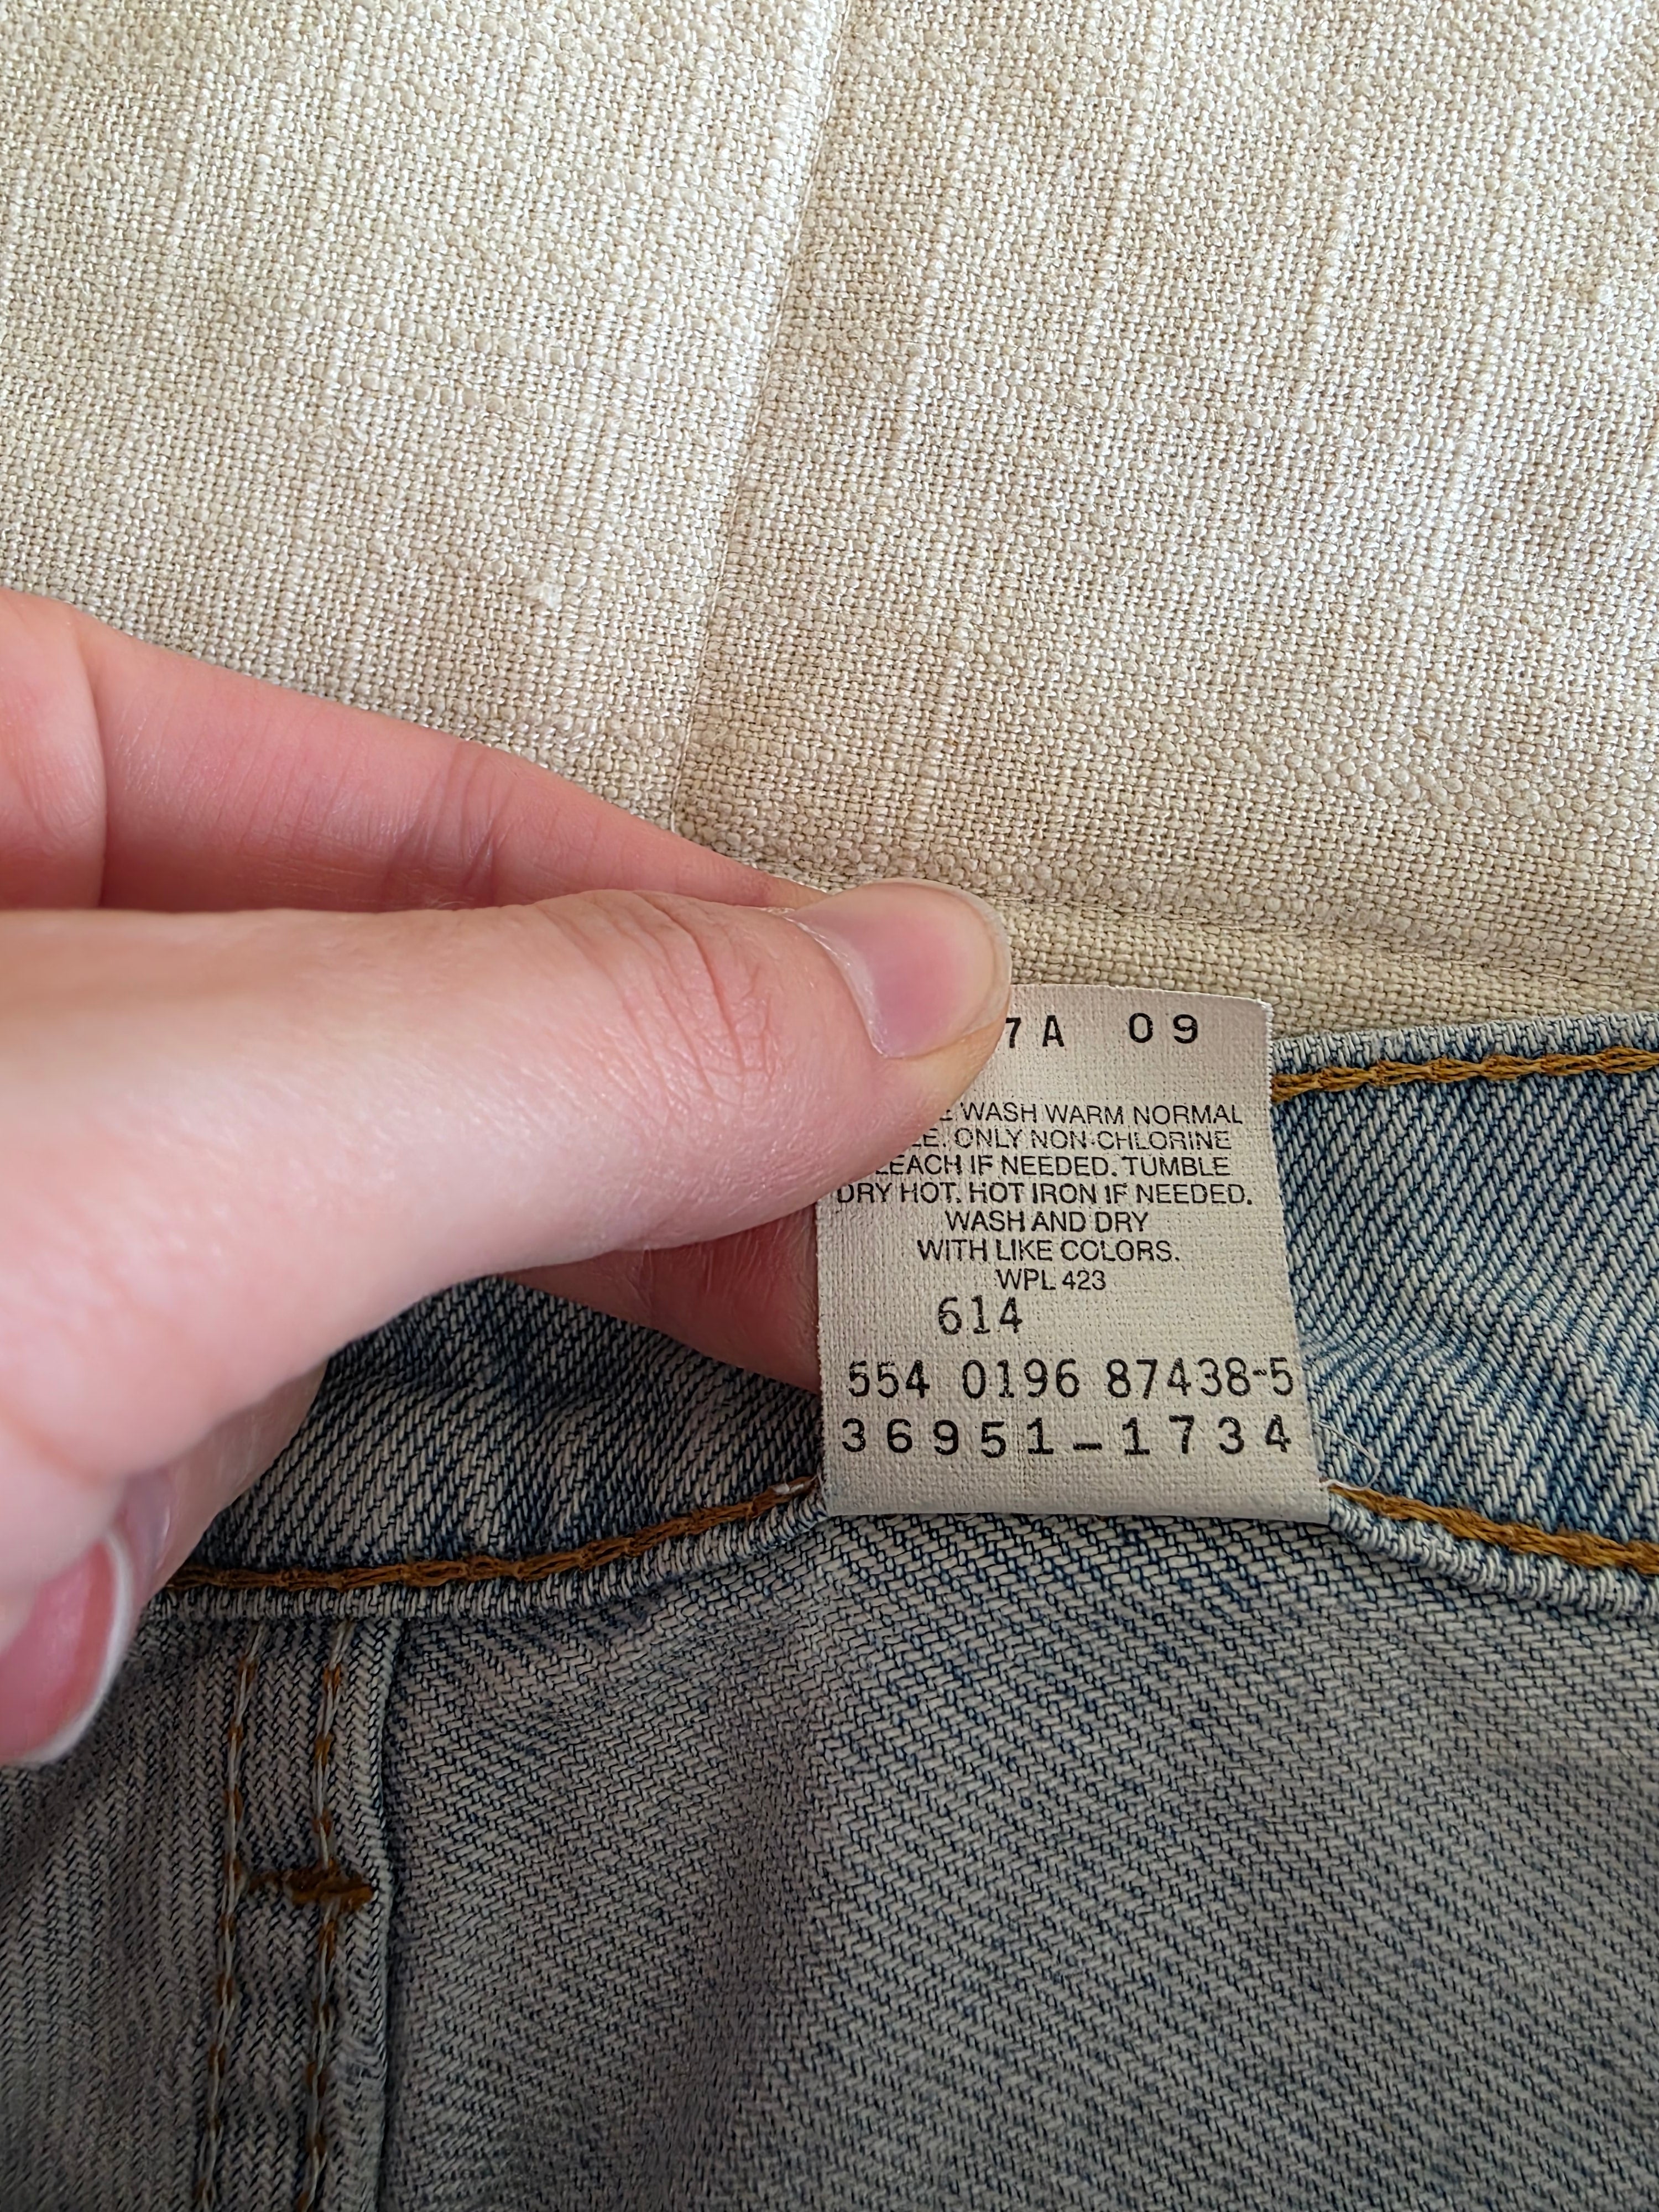 7A 09
WASH WARM NORMAL
ONLY NON-CHLORINE
IF NEEDED. TUMBLE
DRY HOT. HOT IRON IF NEEDED.
WASH AND DRY
WITH LIKE COLORS.
WPL 423
614
554 0196 87438-5
36951-1734